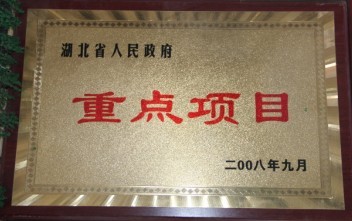 湖北省人民政府
重点项目
二00八年九月